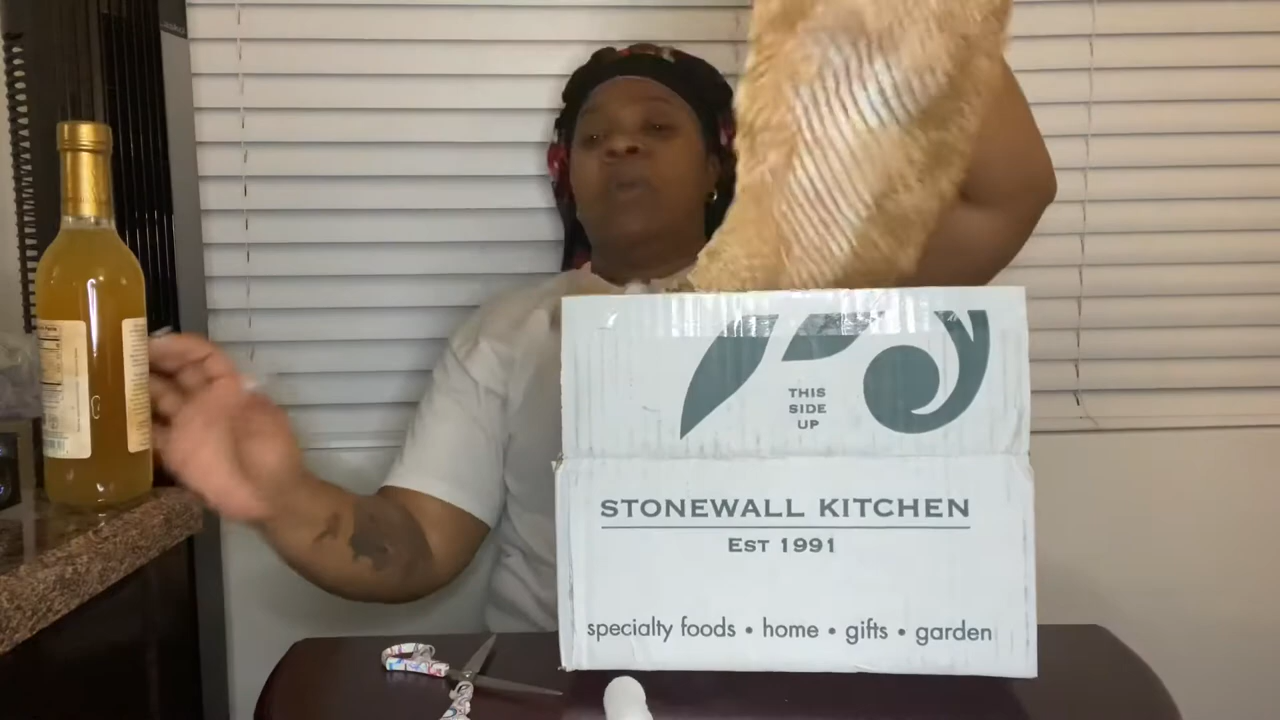 THIS
SIDE
UP
STONEWALL KITCHEN
EST 1991
specialty foods • home • gifts • garden